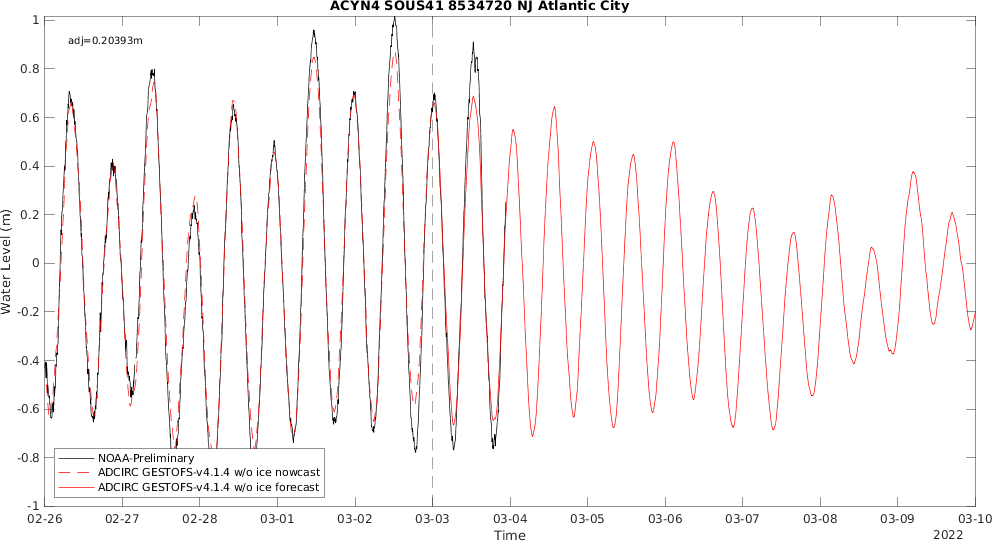 ACYN4 SOUS41 8534720 NJ Atlantic City
adj=0.20393m
1
0.8
0.6
0.4
0.2
0
-0.2
-0.4
-0.6
-0.8
-1
Water Level (m)
NOAA-Preliminary
ADCIRC GESTOFS-v4.1.4 w/o ice nowcast
ADCIRC GESTOFS-v4.1.4 w/o ice forecast
02-26 02-27 02-28 03-01 03-02 03-03 03-04 03-05 03-06 03-07 03-08 03-09 03-10
Time
2022